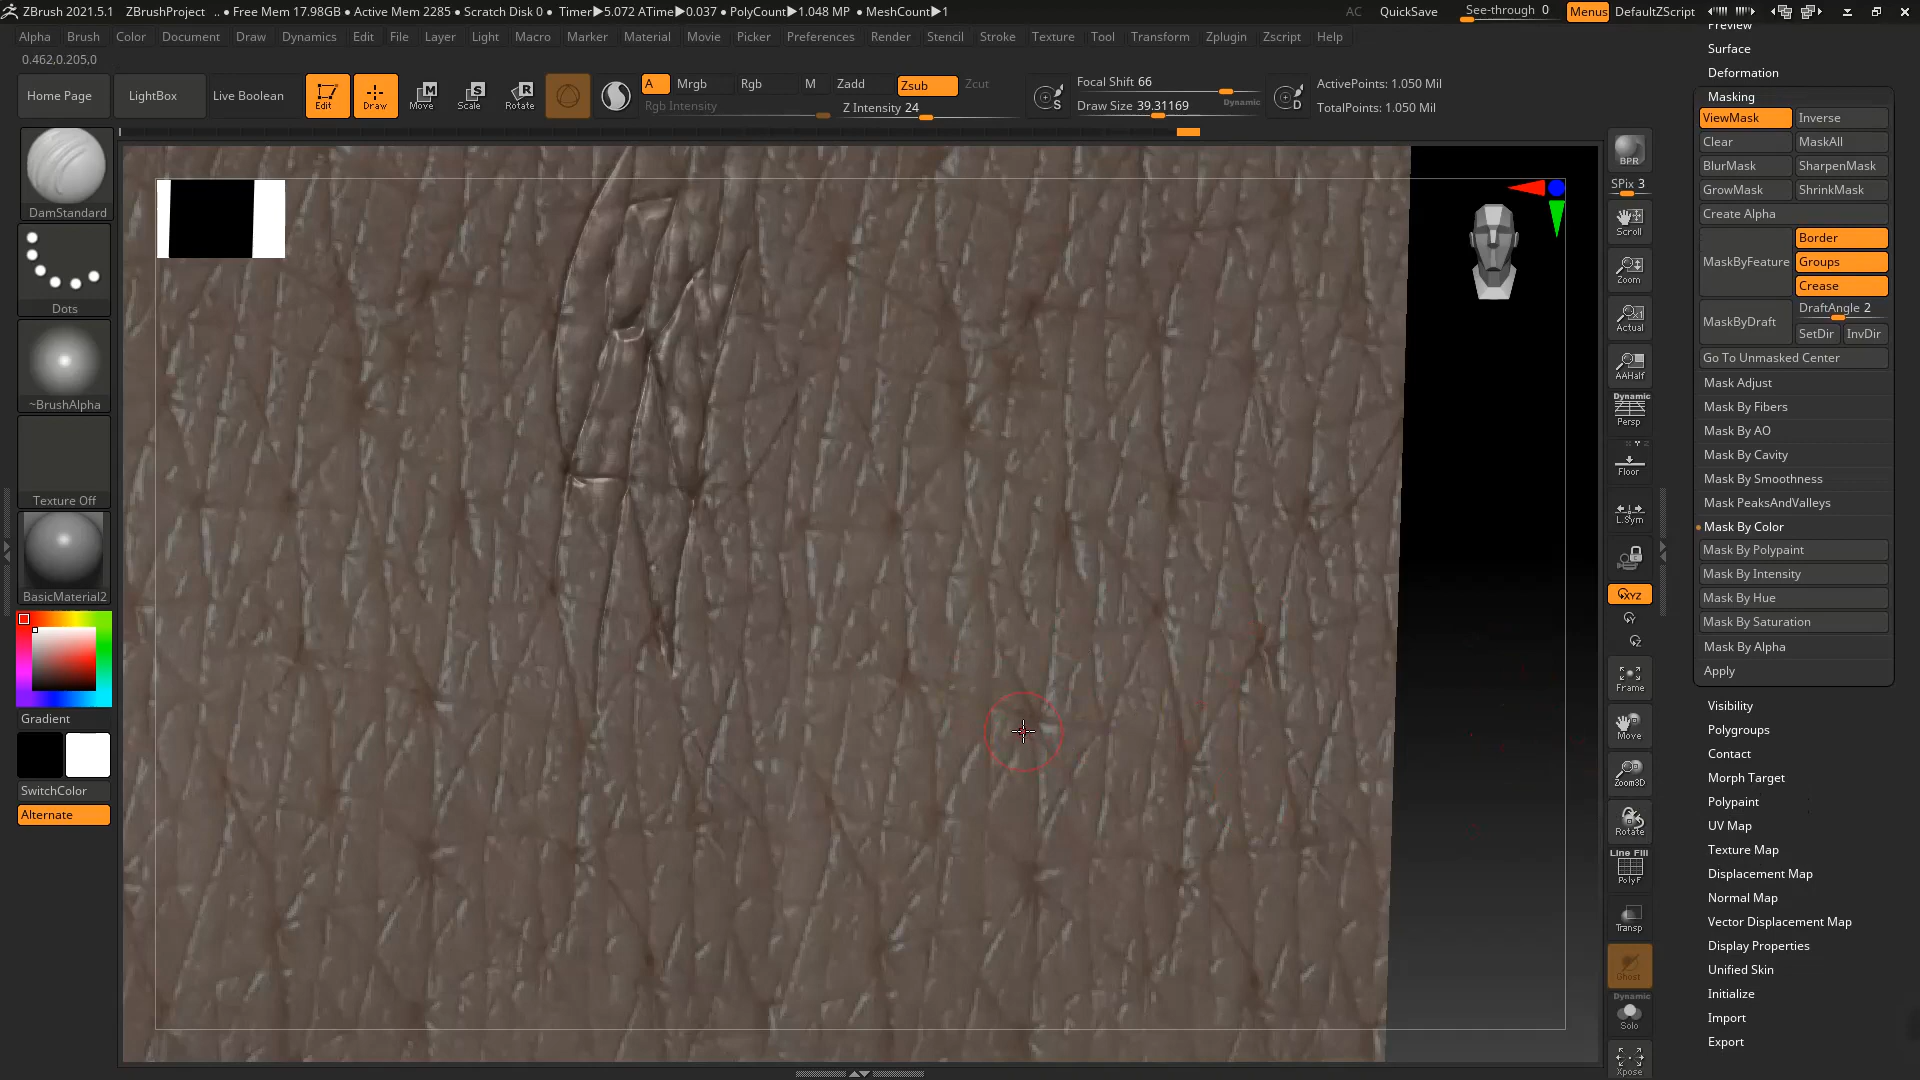 ZBrush 2021.5.1 ZBrushProject .. ● Free Mem 17.98GB ● Active Mem 2285 ● Scratch Disk 0 ● Timer▶5.072 ATime▶0.037 ● PolyCount▶1.048 MP ● MeshCount▶1 AC QuickSave See-through 0 Menus DefaultZScript
Alpha Brush Color Document Draw Dynamics Edit File Layer Light Macro Marker Material Movie Picker Preferences Render Stencil Stroke Texture Tool Transform Zplugin Zscript Help
0.462,0.205,0
Home Page LightBox Live Boolean Edit Draw Move Scale Rotate
A Mrgb Rgb M Zadd Zsub Zcut
Rgb Intensity Z Intensity 24
S
Focal Shift 66
Draw Size 39.31169 Dynamic
D
ActivePoints: 1.050 Mil
TotalPoints: 1.050 Mil
DamStandard
Dots
~BrushAlpha
Texture Off
BasicMaterial2
Gradient
SwitchColor
Alternate
BPR
SPix 3
Scroll
Zoom
Actual
AAHalf
Dynamic
Persp
Floor
L.Sym
XYZ
Y
Z
Frame
Move
Zoom3D
Rotate
Line Fill
PolyF
Transp
Ghost
Dynamic
Solo
Xpose
Preview
Surface
Deformation
Masking
ViewMask Inverse
Clear MaskAll
BlurMask SharpenMask
GrowMask ShrinkMask
Create Alpha
MaskByFeature Border
Groups
Crease
MaskByDraft DraftAngle 2
SetDir InvDir
Go To Unmasked Center
Mask Adjust
Mask By Fibers
Mask By AO
Mask By Cavity
Mask By Smoothness
Mask PeaksAndValleys
Mask By Color
Mask By Polypaint
Mask By Intensity
Mask By Hue
Mask By Saturation
Mask By Alpha
Apply
Visibility
Polygroups
Contact
Morph Target
Polypaint
UV Map
Texture Map
Displacement Map
Normal Map
Vector Displacement Map
Display Properties
Unified Skin
Initialize
Import
Export